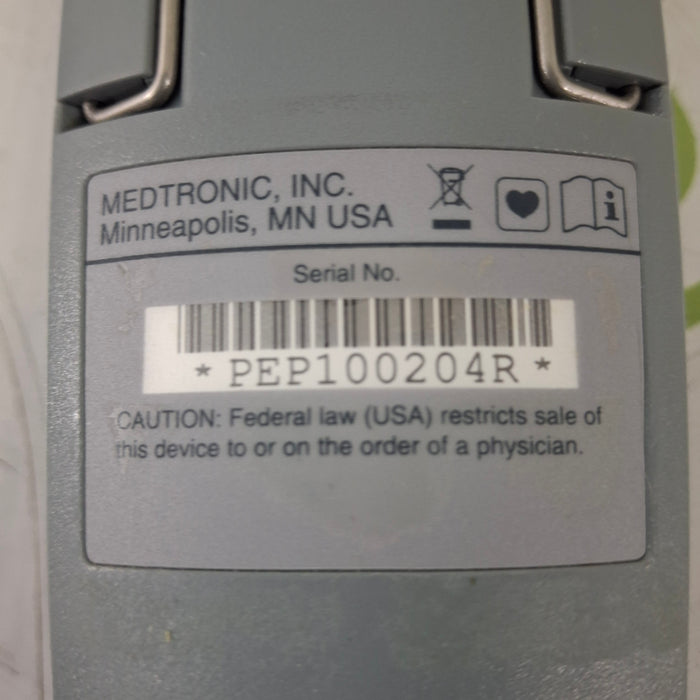 MEDTRONIC, INC.
Minneapolis, MN USA
i
Serial No.
* PEP100204R *
CAUTION: Federal law (USA) restricts sale of
this device to or on the order of a physician.